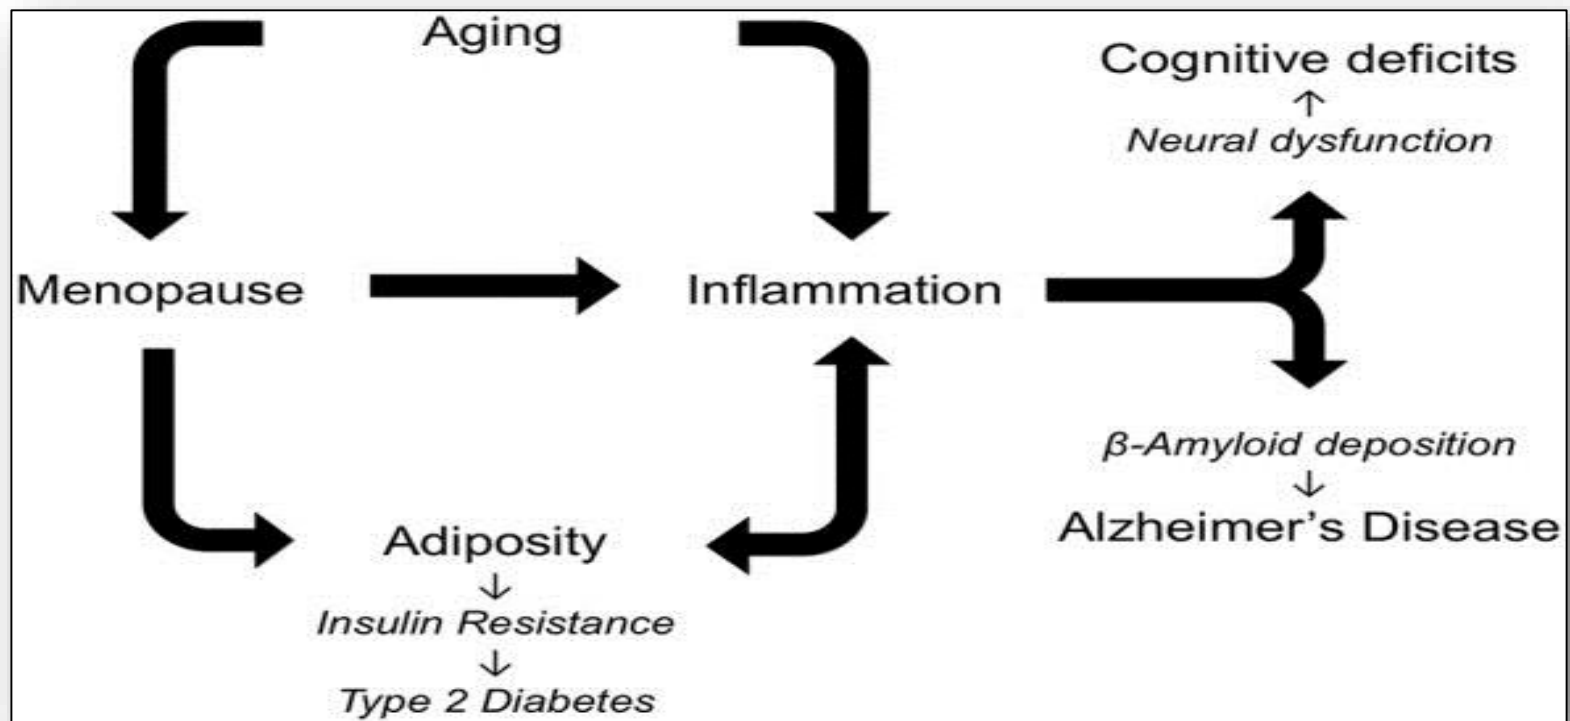 Aging
Cognitive deficits
↑
Neural dysfunction
Menopause
Inflammation
β-Amyloid deposition
↓
Alzheimer’s Disease
Adiposity
↓
Insulin Resistance
↓
Type 2 Diabetes